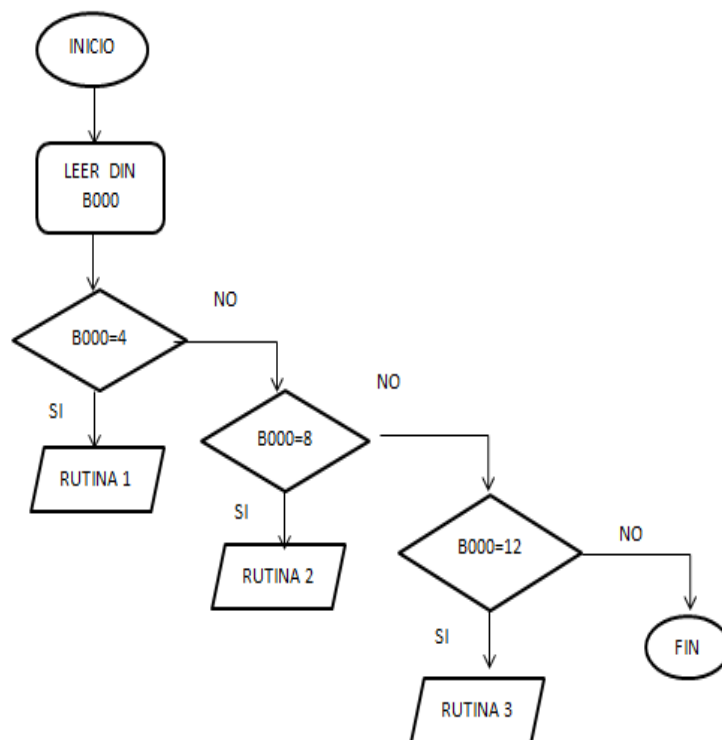 INICIO
LEER DIN
B000
B000=4
NO
SI
RUTINA 1
B000=8
NO
SI
RUTINA 2
B000=12
NO
SI
RUTINA 3
FIN